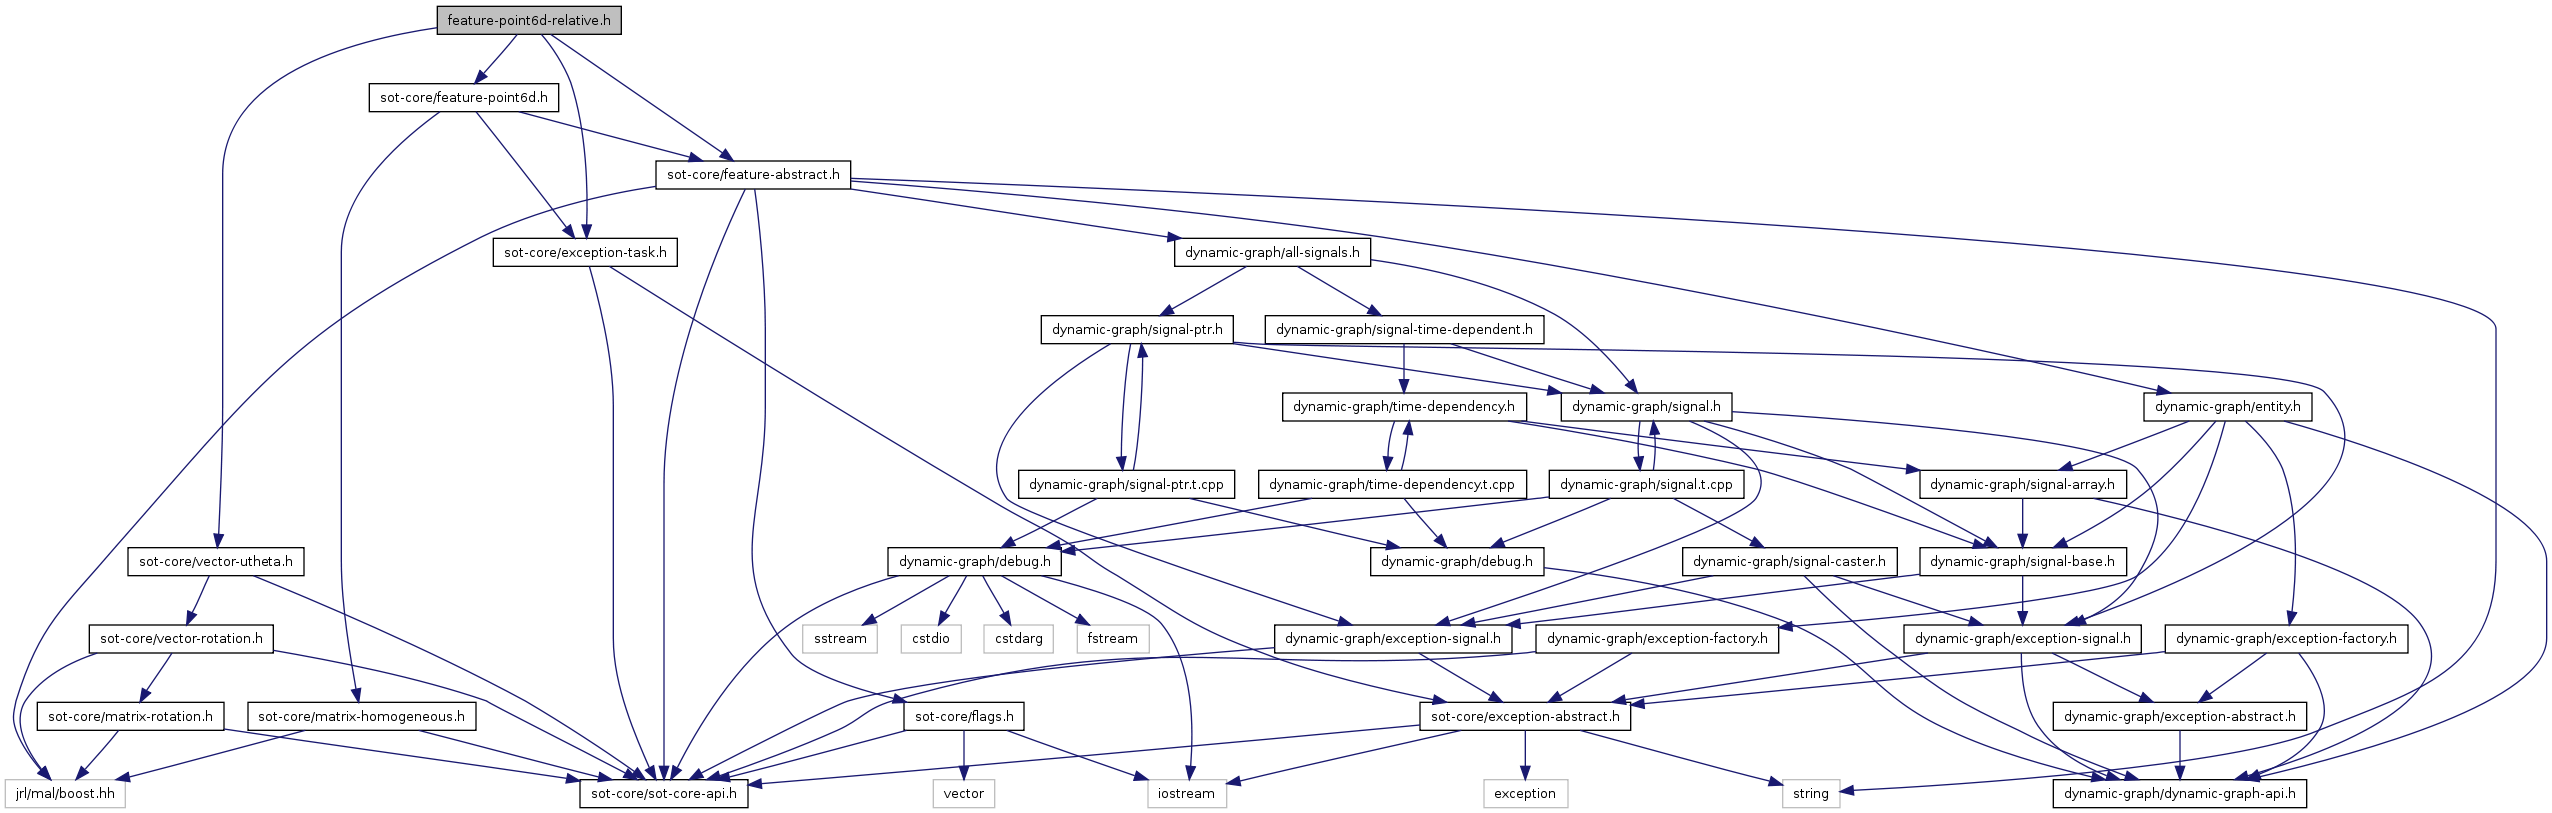 feature-point6d-relative.h
sot-core/feature-point6d.h
sot-core/feature-abstract.h
sot-core/exception-task.h
dynamic-graph/all-signals.h
dynamic-graph/signal-ptr.h
dynamic-graph/signal-time-dependent.h
dynamic-graph/time-dependency.h
dynamic-graph/signal.h
dynamic-graph/entity.h
dynamic-graph/signal-ptr.t.cpp
dynamic-graph/time-dependency.t.cpp
dynamic-graph/signal.t.cpp
dynamic-graph/signal-array.h
sot-core/vector-utheta.h
dynamic-graph/debug.h
dynamic-graph/debug.h
dynamic-graph/signal-caster.h
dynamic-graph/signal-base.h
sot-core/vector-rotation.h
sstream
cstdio
cstdarg
fstream
dynamic-graph/exception-signal.h
dynamic-graph/exception-factory.h
dynamic-graph/exception-signal.h
dynamic-graph/exception-factory.h
sot-core/matrix-rotation.h
sot-core/matrix-homogeneous.h
sot-core/flags.h
sot-core/exception-abstract.h
dynamic-graph/exception-abstract.h
jrl/mal/boost.hh
sot-core/sot-core-api.h
vector
iostream
exception
string
dynamic-graph/dynamic-graph-api.h